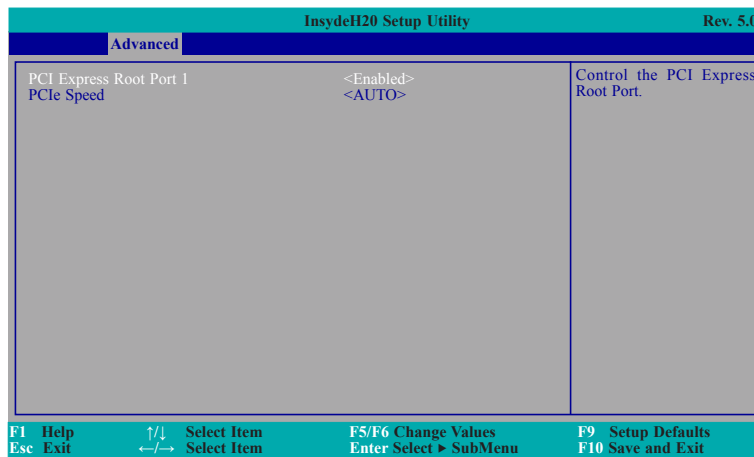 InsydeH20 Setup Utility Rev. 5.0
Advanced
PCI Express Root Port 1 <Enabled>
PCIe Speed <AUTO>
Control the PCI Express
Root Port.
F1 Help ↑/↓ Select Item F5/F6 Change Values F9 Setup Defaults
Esc Exit ←/→ Select Item Enter Select ► SubMenu F10 Save and Exit